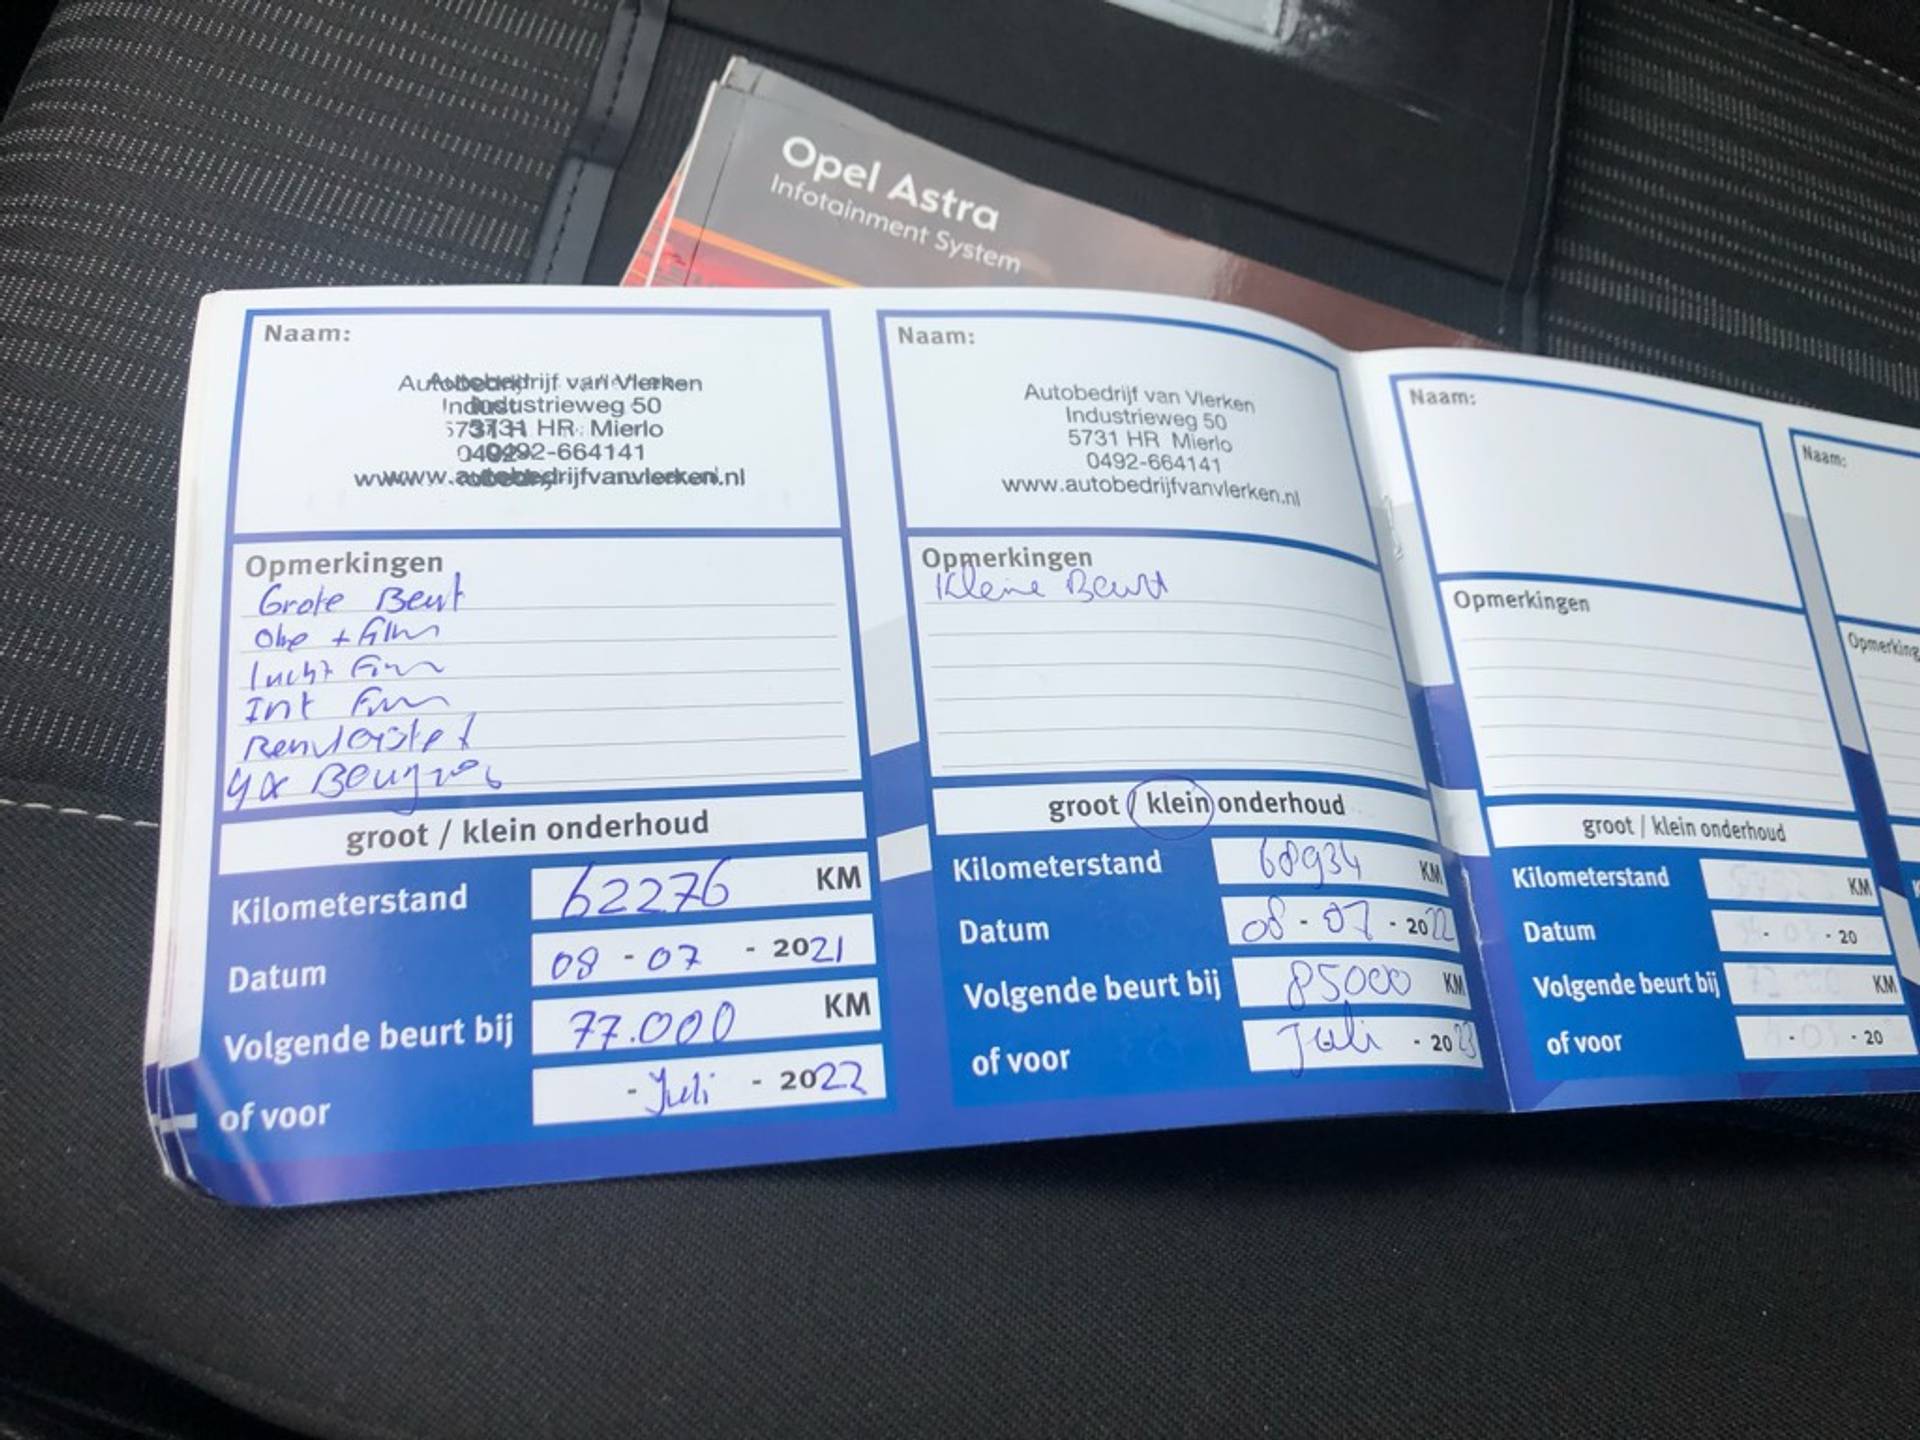 Opel Astra
Infotainment System
Naam:
Autobedrijf van Vlerken
Industrieweg 50
5731 HR Mierlo
0492-664141
www.autobedrijfvanvlerken.nl
Opmerkingen
Grote Beurt
Olie + filter
lucht
Int
Remvloeistof
4x Bougies
groot / klein onderhoud
Kilometerstand 62276 KM
Datum 08 - 07 - 2021
Volgende beurt bij 77.000 KM
of voor - Juli - 2022
Naam:
Autobedrijf van Vlerken
Industrieweg 50
5731 HR Mierlo
0492-664141
www.autobedrijfvanvlerken.nl
Opmerkingen
Kleine Beurt
groot / klein onderhoud
Kilometerstand 68934 KM
Datum 08 - 07 - 2022
Volgende beurt bij 85000 KM
of voor Juli - 2023
Naam:
Opmerkingen
groot / klein onderhoud
Kilometerstand KM
Datum - - 20
Volgende beurt bij KM
of voor - - 20
Naam:
Opmerking